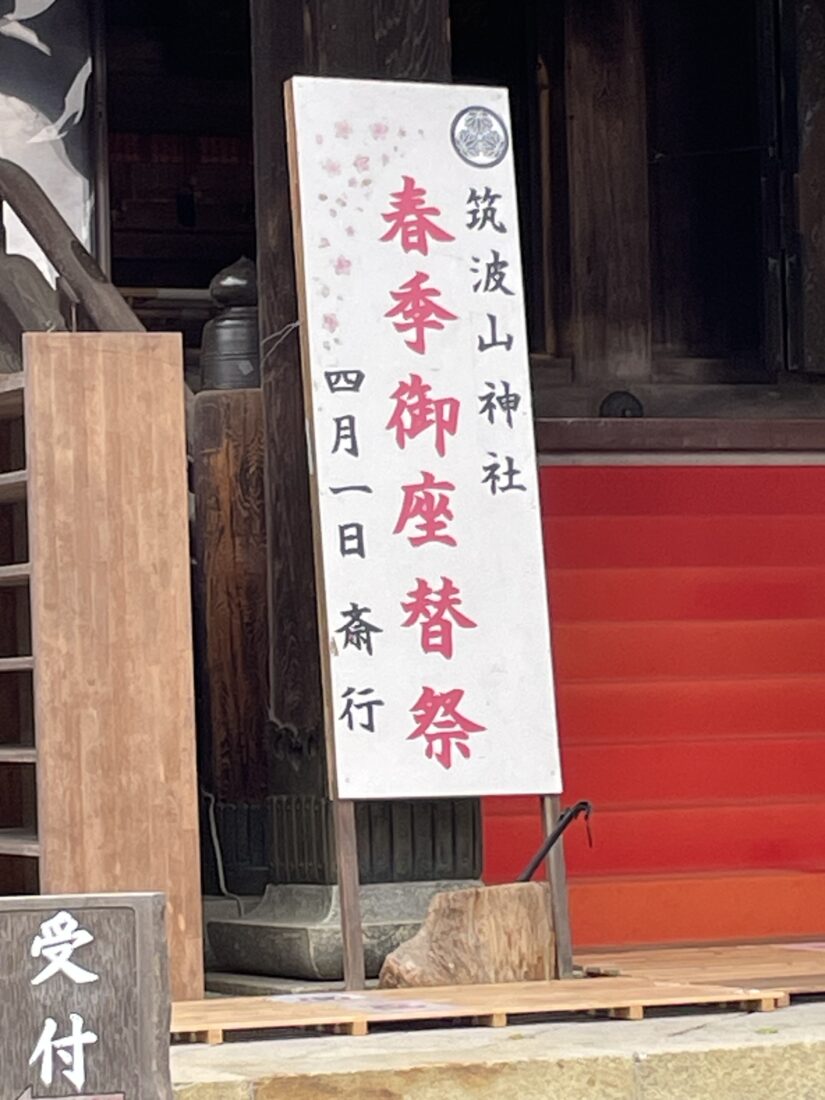 筑波山神社
春季御座替祭
四月一日 斎行
受付